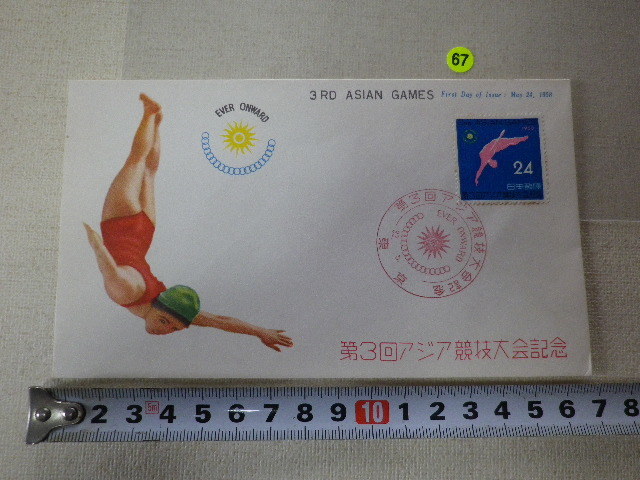 67
3RD ASIAN GAMES First Day of Issue: May 24, 1958
EVER ONWARD
1958
24
日本郵便
第3回アジア競技大会記念
EVER ONWARD
東京
第3回アジア競技大会記念
2 3 4 5 6 7 8 9 10 1 2 3 4 5 6 7 8